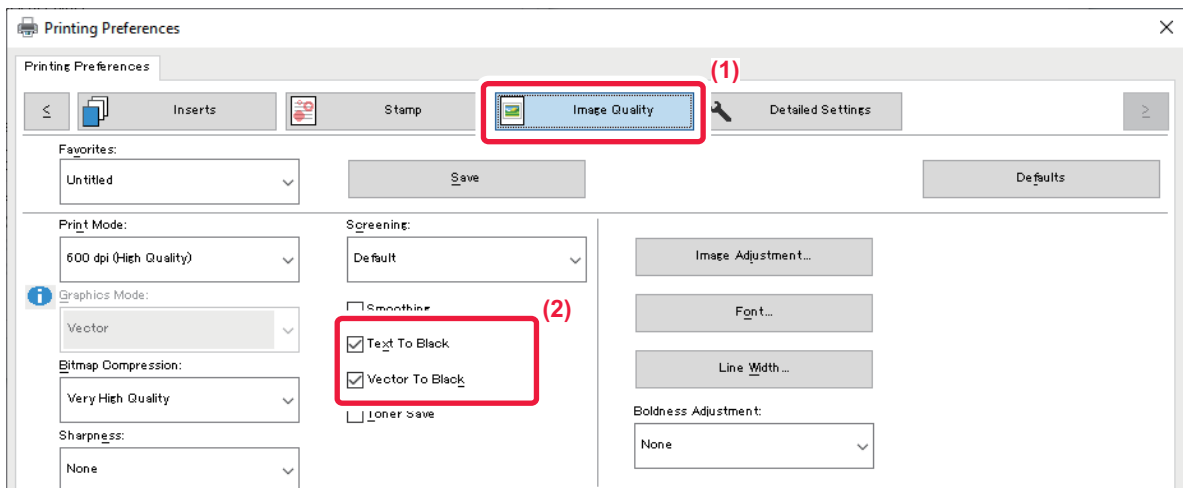 Printing Preferences
Printing Preferences
(1)
Inserts
Stamp
Image Quality
Detailed Settings
Favorites:
Untitled
Save
Defaults
Print Mode:
600 dpi (High Quality)
Screening:
Default
Image Adjustment...
Graphics Mode:
Vector
Smoothing
(2)
Font...
Text To Black
Bitmap Compression:
Very High Quality
Vector To Black
Line Width...
Toner Save
Boldness Adjustment:
None
Sharpness:
None